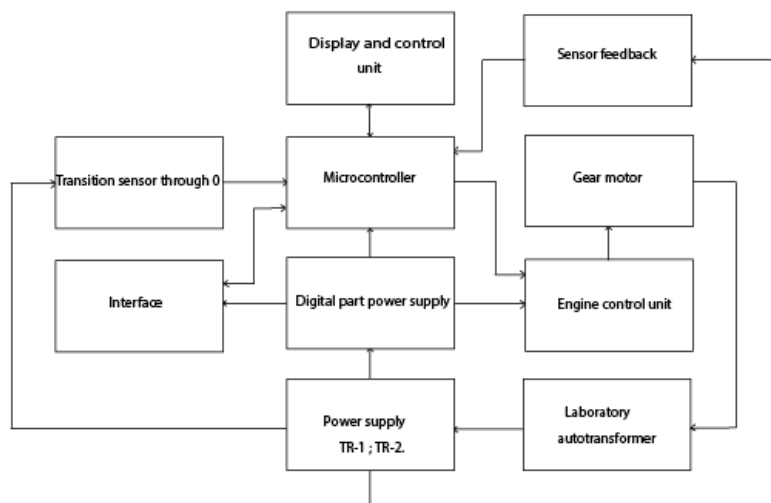 Display and control
unit
Sensor feedback
Transition sensor through 0
Microcontroller
Gear motor
Interface
Digital part power supply
Engine control unit
Power supply
TR-1 ; TR-2.
Laboratory
autotransformer